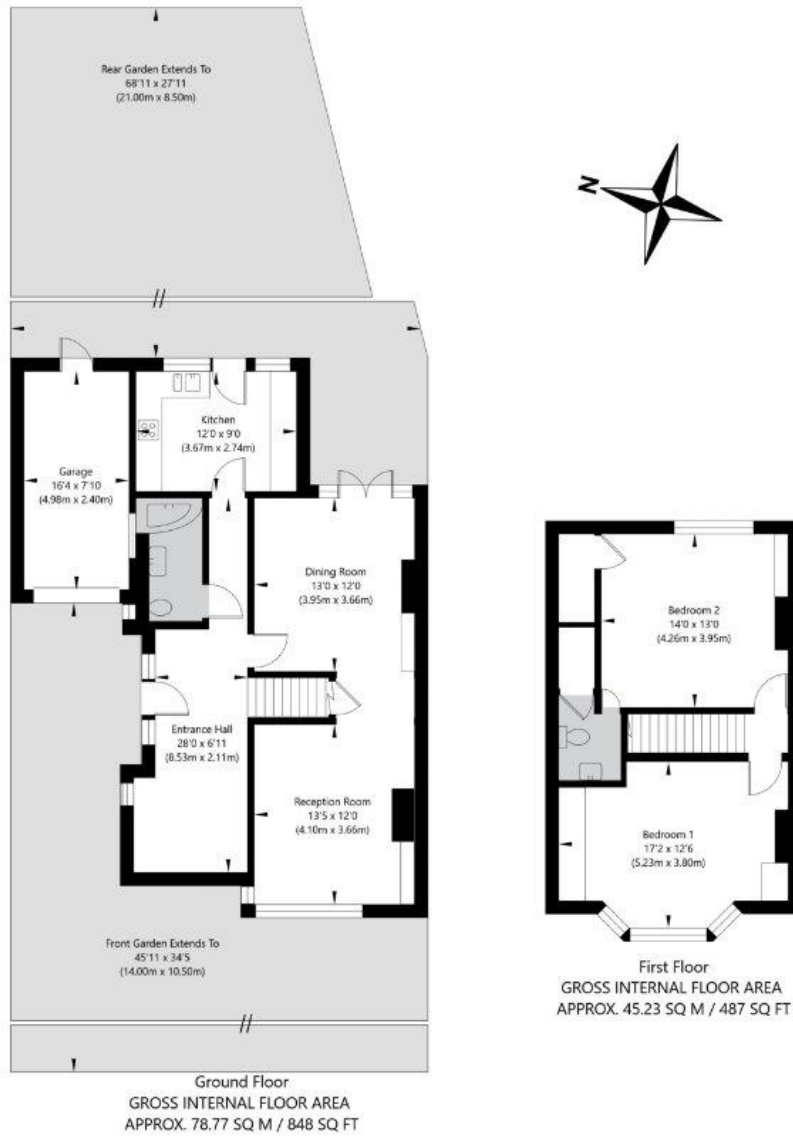 Rear Garden Extends To
68'11 x 27'11
(21.00m x 8.50m)
N
Kitchen
12'0 x 9'0
(3.67m x 2.74m)
Garage
16'4 x 7'10
(4.98m x 2.40m)
Dining Room
13'0 x 12'0
(3.95m x 3.66m)
Entrance Hall
28'0 x 6'11
(8.53m x 2.11m)
Reception Room
13'5 x 12'0
(4.10m x 3.66m)
Front Garden Extends To
45'11 x 34'5
(14.00m x 10.50m)
Ground Floor
GROSS INTERNAL FLOOR AREA
APPROX. 78.77 SQ M / 848 SQ FT
Bedroom 2
14'0 x 13'0
(4.26m x 3.95m)
Bedroom 1
17'2 x 12'6
(5.23m x 3.80m)
First Floor
GROSS INTERNAL FLOOR AREA
APPROX. 45.23 SQ M / 487 SQ FT